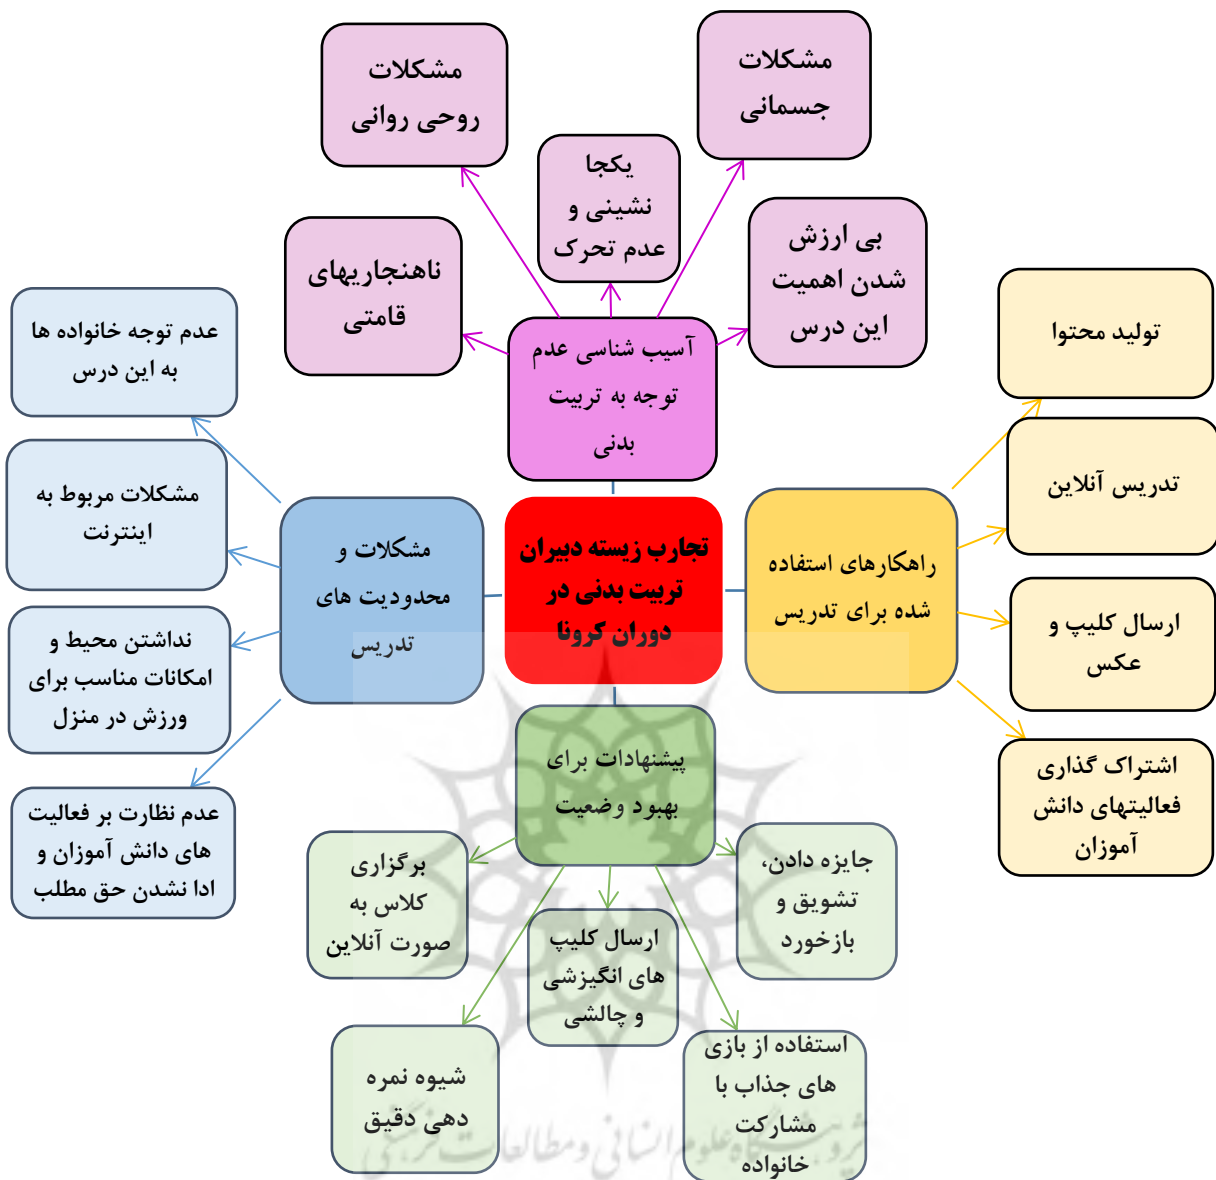 مشکلات
روحی روانی
مشکلات
جسمانی
یکجا
نشینی و
عدم تحرک
ناهنجاریهای
قامتی
بی ارزش
شدن اهمیت
این درس
آسیب شناسی عدم
توجه به تربیت
بدنی
عدم توجه خانواده ها
به این درس
مشکلات مربوط به
اینترنت
نداشتن محیط و
امکانات مناسب برای
ورزش در منزل
عدم نظارت بر فعالیت
های دانش آموزان و
ادا نشدن حق مطلب
مشکلات و
محدودیت های
تدریس
تجارب زیسته دبیران
تربیت بدنی در
دوران کرونا
راهکارهای استفاده
شده برای تدریس
تولید محتوا
تدریس آنلاین
ارسال کلیپ و
عکس
اشتراک گذاری
فعالیتهای دانش
آموزان
پیشنهادات برای
بهبود وضعیت
برگزاری
کلاس به
صورت آنلاین
ارسال کلیپ
های انگیزشی
و چالشی
جایزه دادن،
تشویق و
بازخورد
شیوه نمره
دهی دقیق
استفاده از بازی
های جذاب با
مشارکت
خانواده
پژوهشگاه علوم انسانی و مطالعات فرهنگی